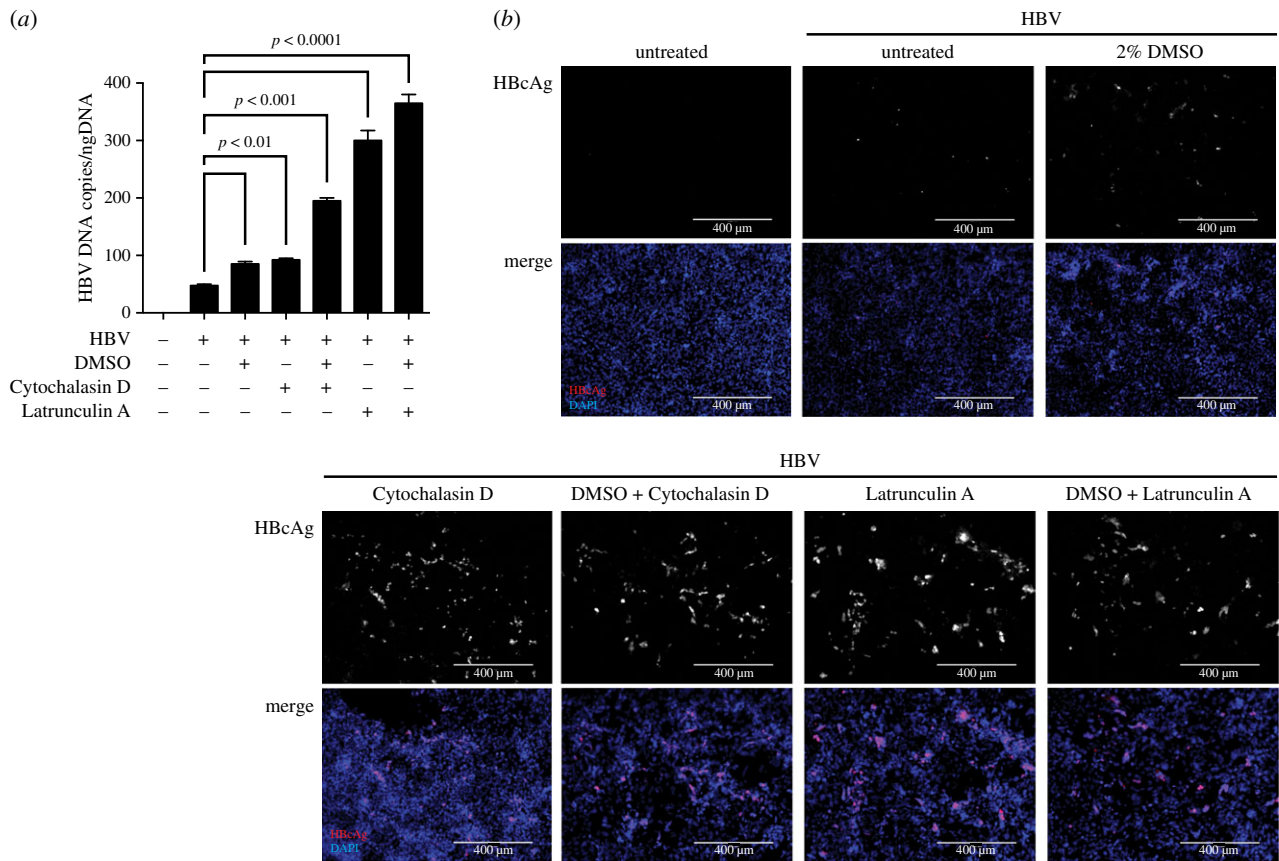 (a)
p < 0.0001
p < 0.001
p < 0.01
400
300
200
100
0
HBV DNA copies/ngDNA
HBV – + + + + + +
DMSO – – + – + – +
Cytochalasin D – – – + + – –
Latrunculin A – – – – – + +
(b)
HBV
untreated untreated 2% DMSO
HBcAg
400 µm 400 µm 400 µm
merge
HBcAg
DAPI
400 µm 400 µm 400 µm
HBV
Cytochalasin D DMSO + Cytochalasin D Latrunculin A DMSO + Latrunculin A
HBcAg
400 µm 400 µm 400 µm 400 µm
merge
HBcAg
DAPI
400 µm 400 µm 400 µm 400 µm